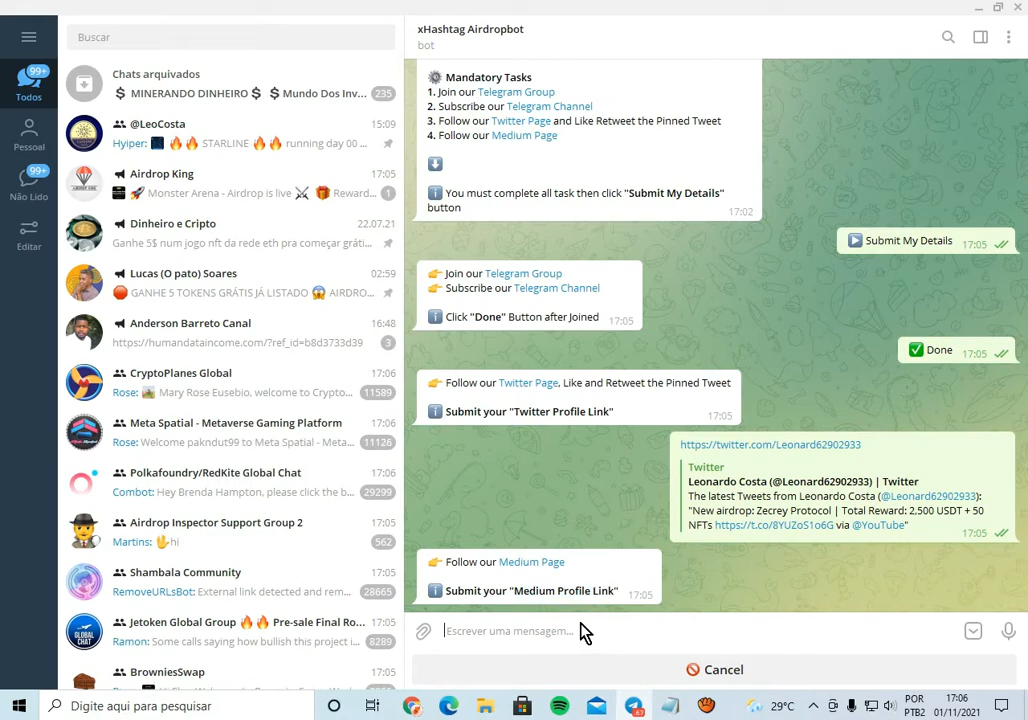 Buscar
99+
Todos
Pessoal
99+
Não Lido
Editar
Chats arquivados
$ MINERANDO DINHEIRO $ $ Mundo Dos Inv... 235
@LeoCosta 15:09
Hyiper: 🔥🔥 STARLINE 🔥🔥 running day 00 ...
Airdrop King 17:05
🚀 Monster Arena - Airdrop is live ⚔ 🎁 Reward... 1
Dinheiro e Cripto 22.07.21
Ganhe 5$ num jogo nft da rede eth pra começar gráti...
Lucas (O pato) Soares 02:59
🛑 GANHE 5 TOKENS GRÁTIS JÁ LISTADO 😱 AIRDRO...
Anderson Barreto Canal 16:48
https://humandataincome.com/?ref_id=b8d3733d39 3
CryptoPlanes Global 17:06
Rose: Mary Rose Eusebio, welcome to Crypto... 11589
Meta Spatial - Metaverse Gaming Platform 17:06
Rose: Welcome pakndut99 to Meta Spatial - Meta... 11126
Polkafoundry/RedKite Global Chat 17:06
Combot: Hey Brenda Hampton, please click the b... 29299
Airdrop Inspector Support Group 2 17:05
Martins: 🖖hi 562
Shambala Community 17:05
RemoveURLsBot: External link detected and rem... 28665
GLOBAL CHAT
Jetoken Global Group 🔥🔥 Pre-sale Final Ro... 17:05
Ramon: Some calls saying how bullish this project i... 8289
BrowniesSwap 17:05
xHashtag Airdropbot
bot
⚙ Mandatory Tasks
1. Join our Telegram Group
2. Subscribe our Telegram Channel
3. Follow our Twitter Page and Like Retweet the Pinned Tweet
4. Follow our Medium Page
⬇
ℹ You must complete all task then click "Submit My Details"
button 17:02
▶ Submit My Details 17:05
👉 Join our Telegram Group
👉 Subscribe our Telegram Channel
ℹ Click "Done" Button after Joined 17:05
✅ Done 17:05
👉 Follow our Twitter Page, Like and Retweet the Pinned Tweet
ℹ Submit your "Twitter Profile Link" 17:05
https://twitter.com/Leonard62902933
Twitter
Leonardo Costa (@Leonard62902933) | Twitter
The latest Tweets from Leonardo Costa (@Leonard62902933):
"New airdrop: Zecrey Protocol | Total Reward: 2,500 USDT + 50
NFTs https://t.co/8YUZoS1o6G via @YouTube" 17:05
👉 Follow our Medium Page
ℹ Submit your "Medium Profile Link" 17:05
Escrever uma mensagem...
🚫 Cancel
Digite aqui para pesquisar
67
29°C
POR
PTB2
17:06
01/11/2021